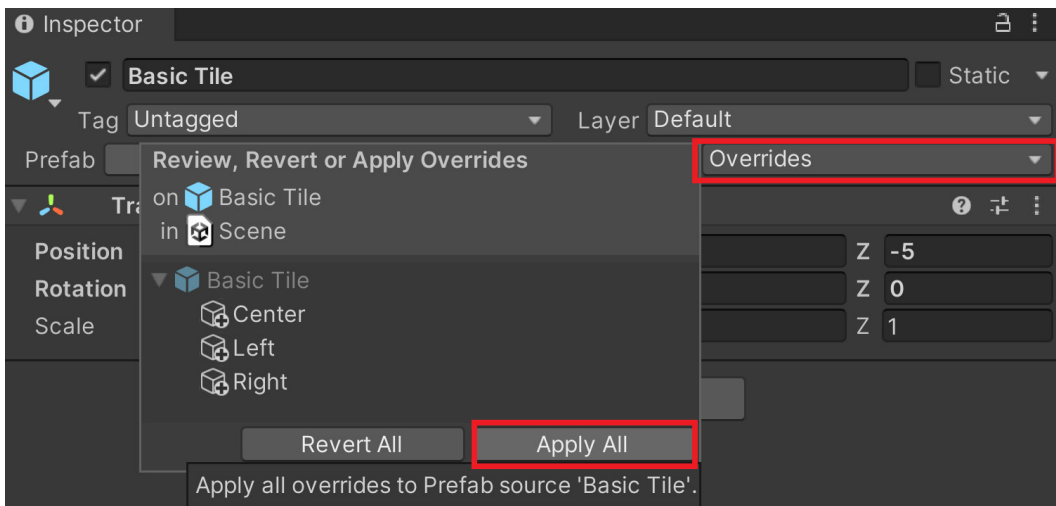 Inspector
Basic Tile Static
Tag Untagged Layer Default
Prefab Overrides
Review, Revert or Apply Overrides
on Basic Tile
in Scene
Position Z -5
Rotation Z 0
Scale Z 1
Basic Tile
Center
Left
Right
Revert All Apply All
Apply all overrides to Prefab source 'Basic Tile'.